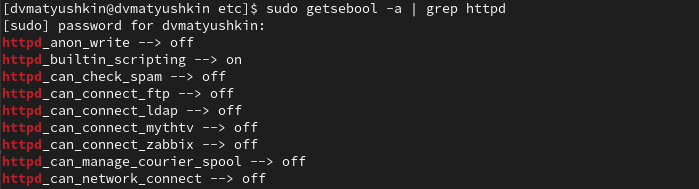 [dvmatyushkin@dvmatyushkin etc]$ sudo getsebool -a | grep httpd
[sudo] password for dvmatyushkin:
httpd_anon_write --> off
httpd_builtin_scripting --> on
httpd_can_check_spam --> off
httpd_can_connect_ftp --> off
httpd_can_connect_ldap --> off
httpd_can_connect_mythtv --> off
httpd_can_connect_zabbix --> off
httpd_can_manage_courier_spool --> off
httpd_can_network_connect --> off